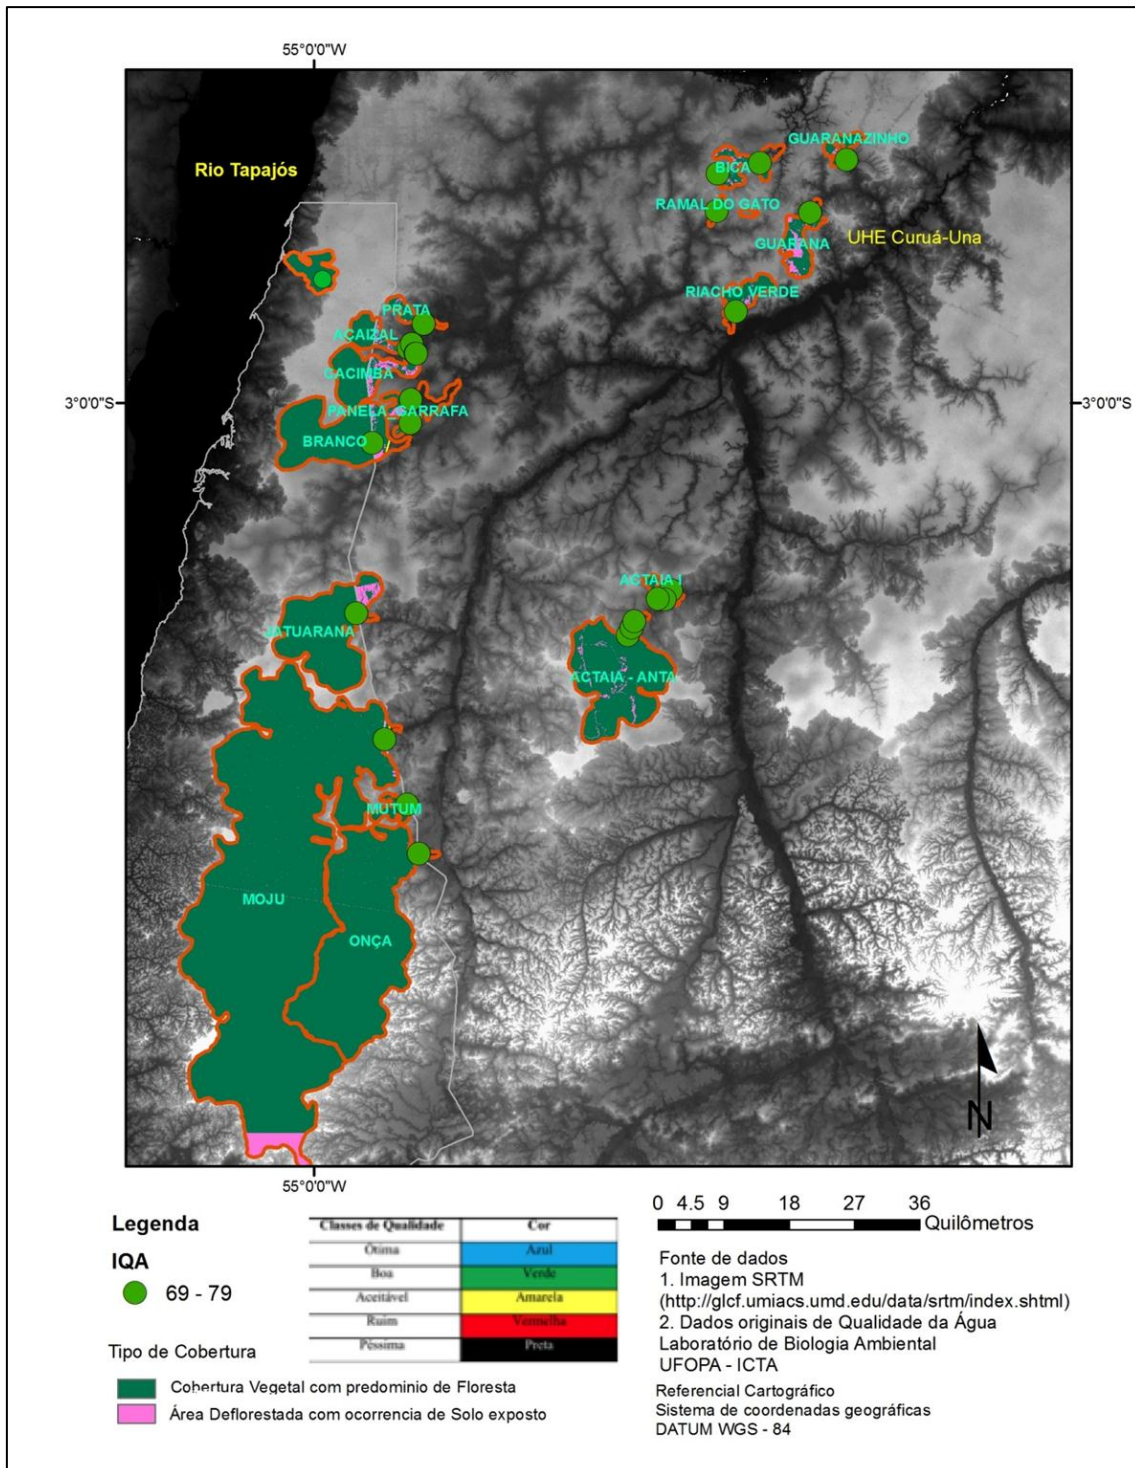 55°0'0"W
Rio Tapajós
GUARANAZINHO
BICA
RAMAL DO GATO
GUARANA
UHE Curuá-Una
RIACHO VERDE
PRATA
AÇAIZAL
CACIMBA
3°0'0"S
PANELA GARRAFA
3°0'0"S
BRANCO
ACTAIA I
JATUARANA
ACTAIA - ANTA
MUTUM
MOJU
ONÇA
N
55°0'0"W
Legenda
IQA
69 - 79
Classes de Qualidade Cor
Ótima Azul
Boa Verde
Aceitável Amarela
Ruim Vermelha
Péssima Preta
Tipo de Cobertura
Cobertura Vegetal com predominio de Floresta
Área Deflorestada com ocorrencia de Solo exposto
0 4.5 9 18 27 36
Quilômetros
Fonte de dados
1. Imagem SRTM
(http://glcf.umiacs.umd.edu/data/srtm/index.shtml)
2. Dados originais de Qualidade da Água
Laboratório de Biologia Ambiental
UFOPA - ICTA
Referencial Cartográfico
Sistema de coordenadas geográficas
DATUM WGS - 84